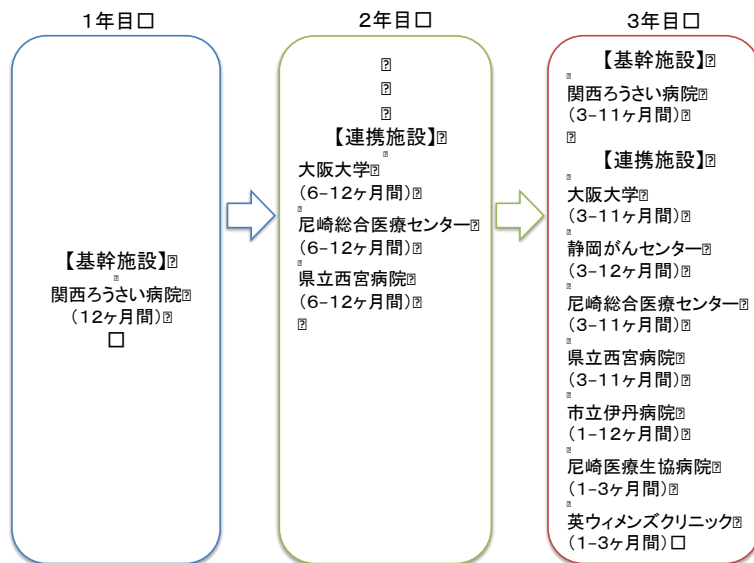 1年目
【基幹施設】
関西ろうさい病院
(12ヶ月間)
2年目
【連携施設】
大阪大学
(6-12ヶ月間)
尼崎総合医療センター
(6-12ヶ月間)
県立西宮病院
(6-12ヶ月間)
3年目
【基幹施設】
関西ろうさい病院
(3-11ヶ月間)
【連携施設】
大阪大学
(3-11ヶ月間)
静岡がんセンター
(3-12ヶ月間)
尼崎総合医療センター
(3-11ヶ月間)
県立西宮病院
(3-11ヶ月間)
市立伊丹病院
(1-12ヶ月間)
尼崎医療生協病院
(1-3ヶ月間)
英ウィメンズクリニック
(1-3ヶ月間)